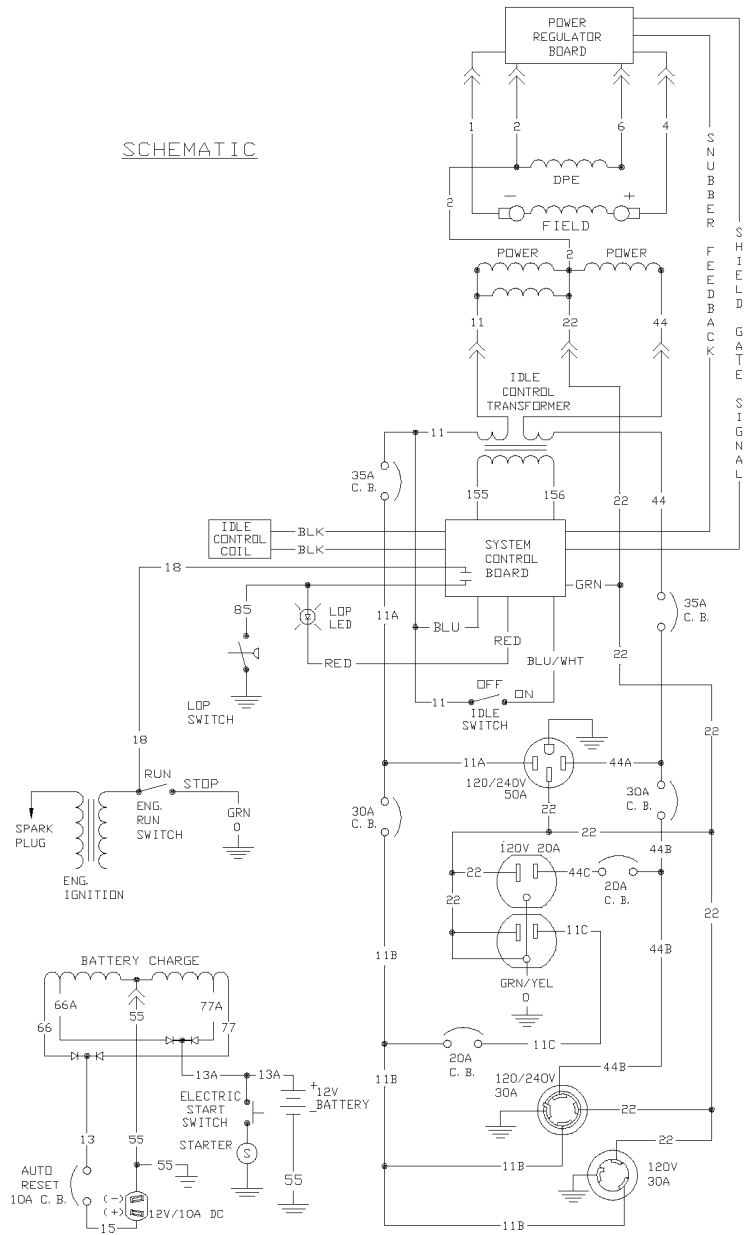 SCHEMATIC
POWER
REGULATOR
BOARD
1
2
6
4
DPE
2
-
+
FIELD
SNUBBER FEEDBACK
SHIELD GATE SIGNAL
2
POWER
POWER
11
22
44
IDLE
CONTROL
TRANSFORMER
11
35A
C.B.
155
156
22
44
IDLE
CONTROL
COIL
BLK
BLK
SYSTEM
CONTROL
BOARD
18
GRN
85
LOP
LED
11A
35A
C.B.
BLU
RED
RED
BLU/WHT
22
LOP
SWITCH
OFF
ON
11
IDLE
SWITCH
22
18
11A
44A
120/240V
50A
RUN
STOP
22
30A
C.B.
30A
C.B.
ENG.
RUN
SWITCH
GRN
0
SPARK
PLUG
ENG.
IGNITION
22
44B
120V 20A
22
44C
20A
C.B.
22
22
11C
11B
44B
GRN/YEL
0
BATTERY CHARGE
66A
77A
55
66
77
11C
20A
C.B.
11B
44B
120/240V
30A
13A
13A
+
12V
BATTERY
-
ELECTRIC
START
SWITCH
22
13
55
STARTER
S
22
120V
30A
AUTO
RESET
10A C.B.
55
55
11B
(-)
(+)
12V/10A DC
15
11B